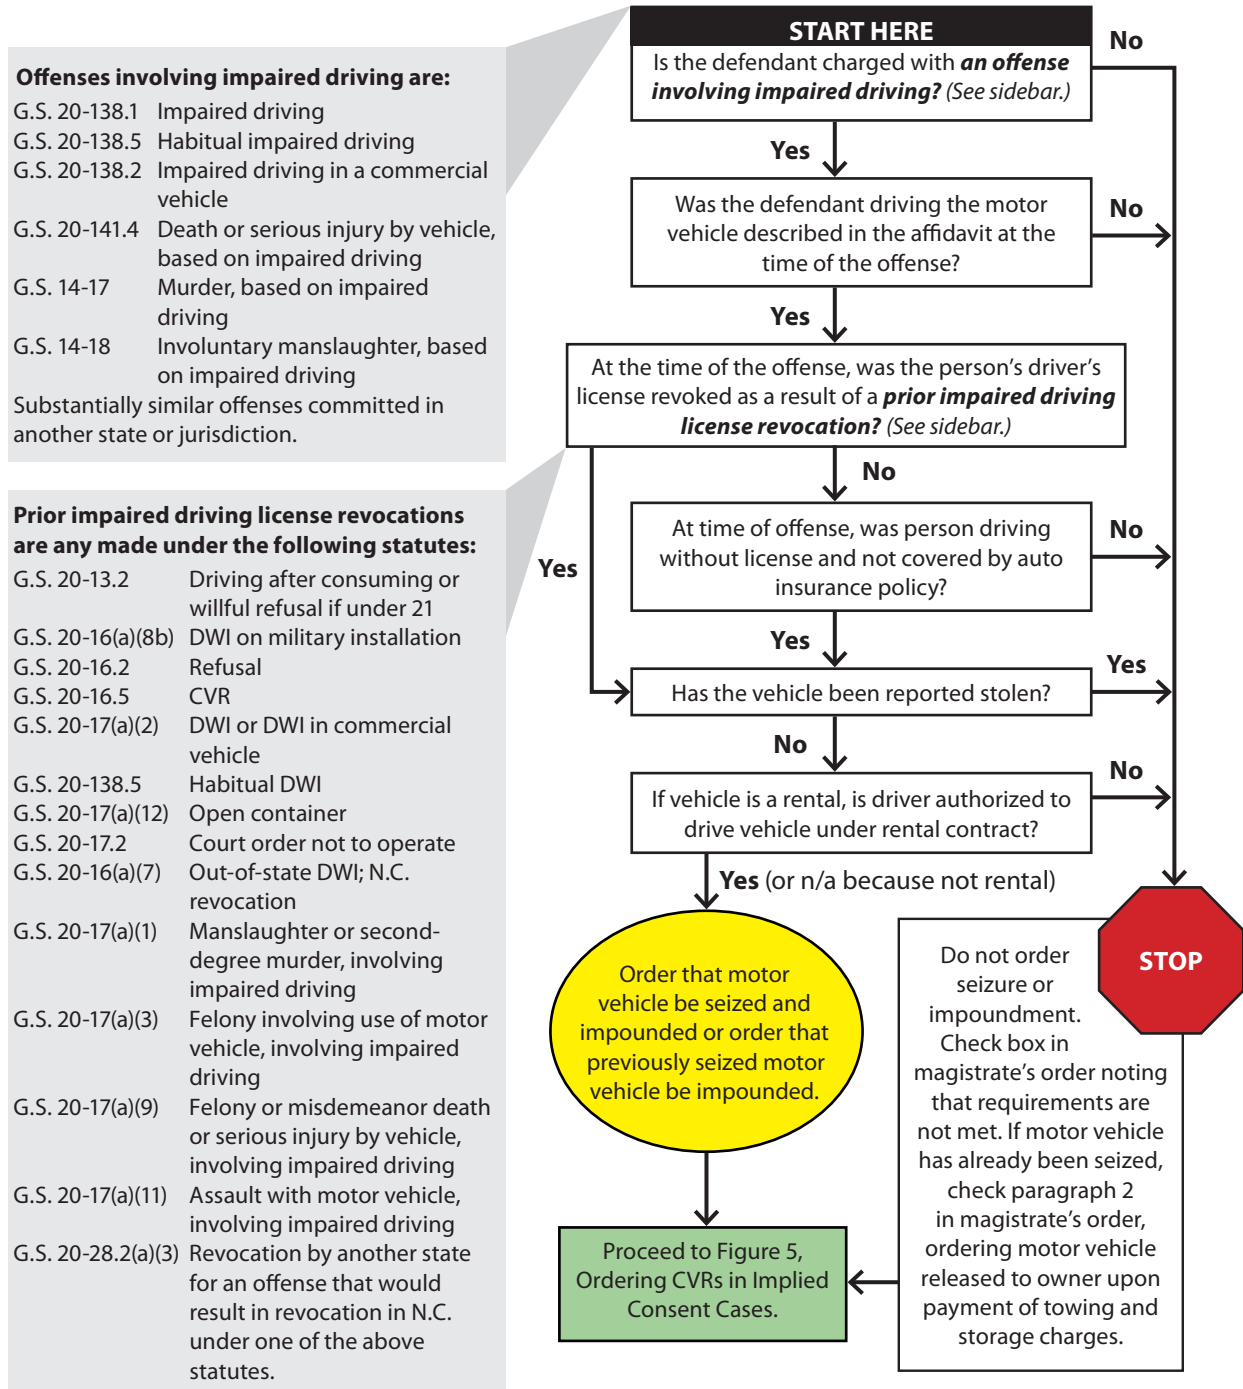 Offenses involving impaired driving are:
G.S. 20-138.1 Impaired driving
G.S. 20-138.5 Habitual impaired driving
G.S. 20-138.2 Impaired driving in a commercial
vehicle
G.S. 20-141.4 Death or serious injury by vehicle,
based on impaired driving
G.S. 14-17 Murder, based on impaired
driving
G.S. 14-18 Involuntary manslaughter, based
on impaired driving
Substantially similar offenses committed in
another state or jurisdiction.
Prior impaired driving license revocations
are any made under the following statutes:
G.S. 20-13.2 Driving after consuming or
willful refusal if under 21
G.S. 20-16(a)(8b) DWI on military installation
G.S. 20-16.2 Refusal
G.S. 20-16.5 CVR
G.S. 20-17(a)(2) DWI or DWI in commercial
vehicle
G.S. 20-138.5 Habitual DWI
G.S. 20-17(a)(12) Open container
G.S. 20-17.2 Court order not to operate
G.S. 20-16(a)(7) Out-of-state DWI; N.C.
revocation
G.S. 20-17(a)(1) Manslaughter or second-
degree murder, involving
impaired driving
G.S. 20-17(a)(3) Felony involving use of motor
vehicle, involving impaired
driving
G.S. 20-17(a)(9) Felony or misdemeanor death
or serious injury by vehicle,
involving impaired driving
G.S. 20-17(a)(11) Assault with motor vehicle,
involving impaired driving
G.S. 20-28.2(a)(3) Revocation by another state
for an offense that would
result in revocation in N.C.
under one of the above
statutes.
START HERE
Is the defendant charged with an offense
involving impaired driving? (See sidebar.)
No
Yes
Was the defendant driving the motor
vehicle described in the affidavit at the
time of the offense?
No
Yes
At the time of the offense, was the person's driver's
license revoked as a result of a prior impaired driving
license revocation? (See sidebar.)
No
Yes
At time of offense, was person driving
without license and not covered by auto
insurance policy?
No
Yes
Has the vehicle been reported stolen?
Yes
No
If vehicle is a rental, is driver authorized to
drive vehicle under rental contract?
No
Yes (or n/a because not rental)
Order that motor
vehicle be seized and
impounded or order that
previously seized motor
vehicle be impounded.
STOP
Do not order
seizure or
impoundment.
Check box in
magistrate's order noting
that requirements are
not met. If motor vehicle
has already been seized,
check paragraph 2
in magistrate's order,
ordering motor vehicle
released to owner upon
payment of towing and
storage charges.
Proceed to Figure 5,
Ordering CVRs in Implied
Consent Cases.